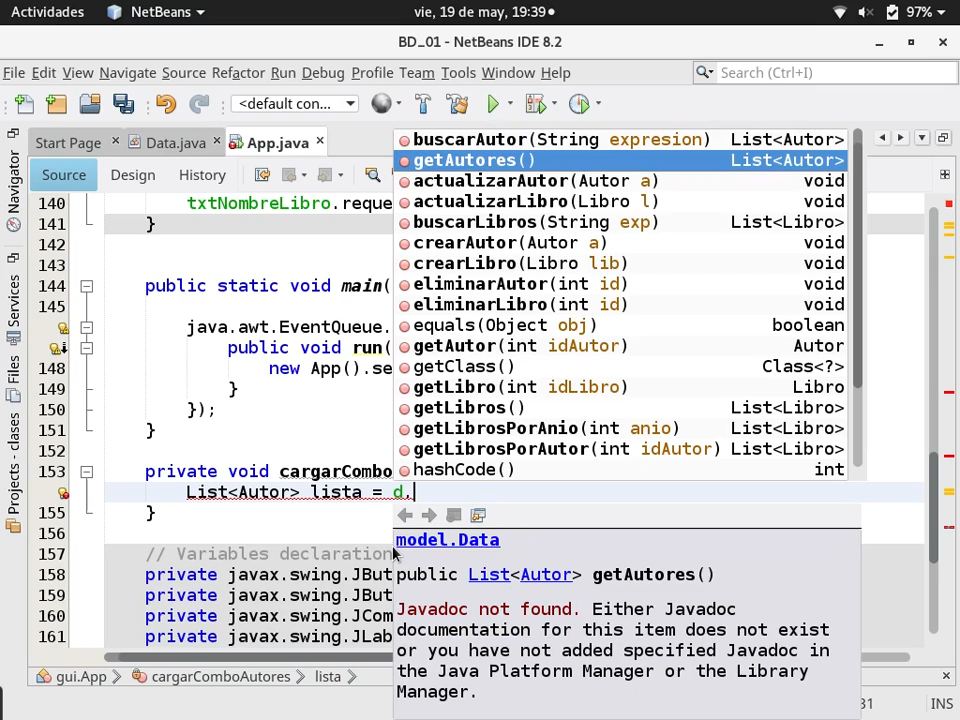 Actividades NetBeans vie, 19 de may, 19:39 97%
BD_01 - NetBeans IDE 8.2
File Edit View Navigate Source Refactor Run Debug Profile Team Tools Window Help Search (Ctrl+I)
<default con...
Start Page Data.java App.java
Source Design History
Navigator
Services
Files
Projects - clases
140 txtNombreLibro.reque
141 }
142
143
144 public static void main(
145
java.awt.EventQueue.
public void run(
148 new App().se
149 }
150 });
151 }
152
153 private void cargarCombo
List<Autor> lista = d.
155 }
156
157 // Variables declaration
158 private javax.swing.JBut
159 private javax.swing.JBut
160 private javax.swing.JCom
161 private javax.swing.JLab
buscarAutor(String expresion) List<Autor>
getAutores() List<Autor>
actualizarAutor(Autor a) void
actualizarLibro(Libro l) void
buscarLibros(String exp) List<Libro>
crearAutor(Autor a) void
crearLibro(Libro lib) void
eliminarAutor(int id) void
eliminarLibro(int id) void
equals(Object obj) boolean
getAutor(int idAutor) Autor
getClass() Class<?>
getLibro(int idLibro) Libro
getLibros() List<Libro>
getLibrosPorAnio(int anio) List<Libro>
getLibrosPorAutor(int idAutor) List<Libro>
hashCode() int
model.Data
public List<Autor> getAutores()
Javadoc not found. Either Javadoc
documentation for this item does not exist
or you have not added specified Javadoc in
the Java Platform Manager or the Library
Manager.
gui.App cargarComboAutores lista
31 INS